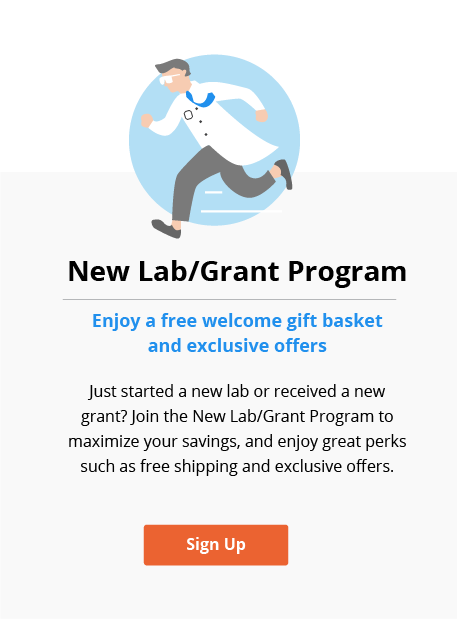 New Lab/Grant Program
Enjoy a free welcome gift basket
and exclusive offers
Just started a new lab or received a new
grant? Join the New Lab/Grant Program to
maximize your savings, and enjoy great perks
such as free shipping and exclusive offers.
Sign Up